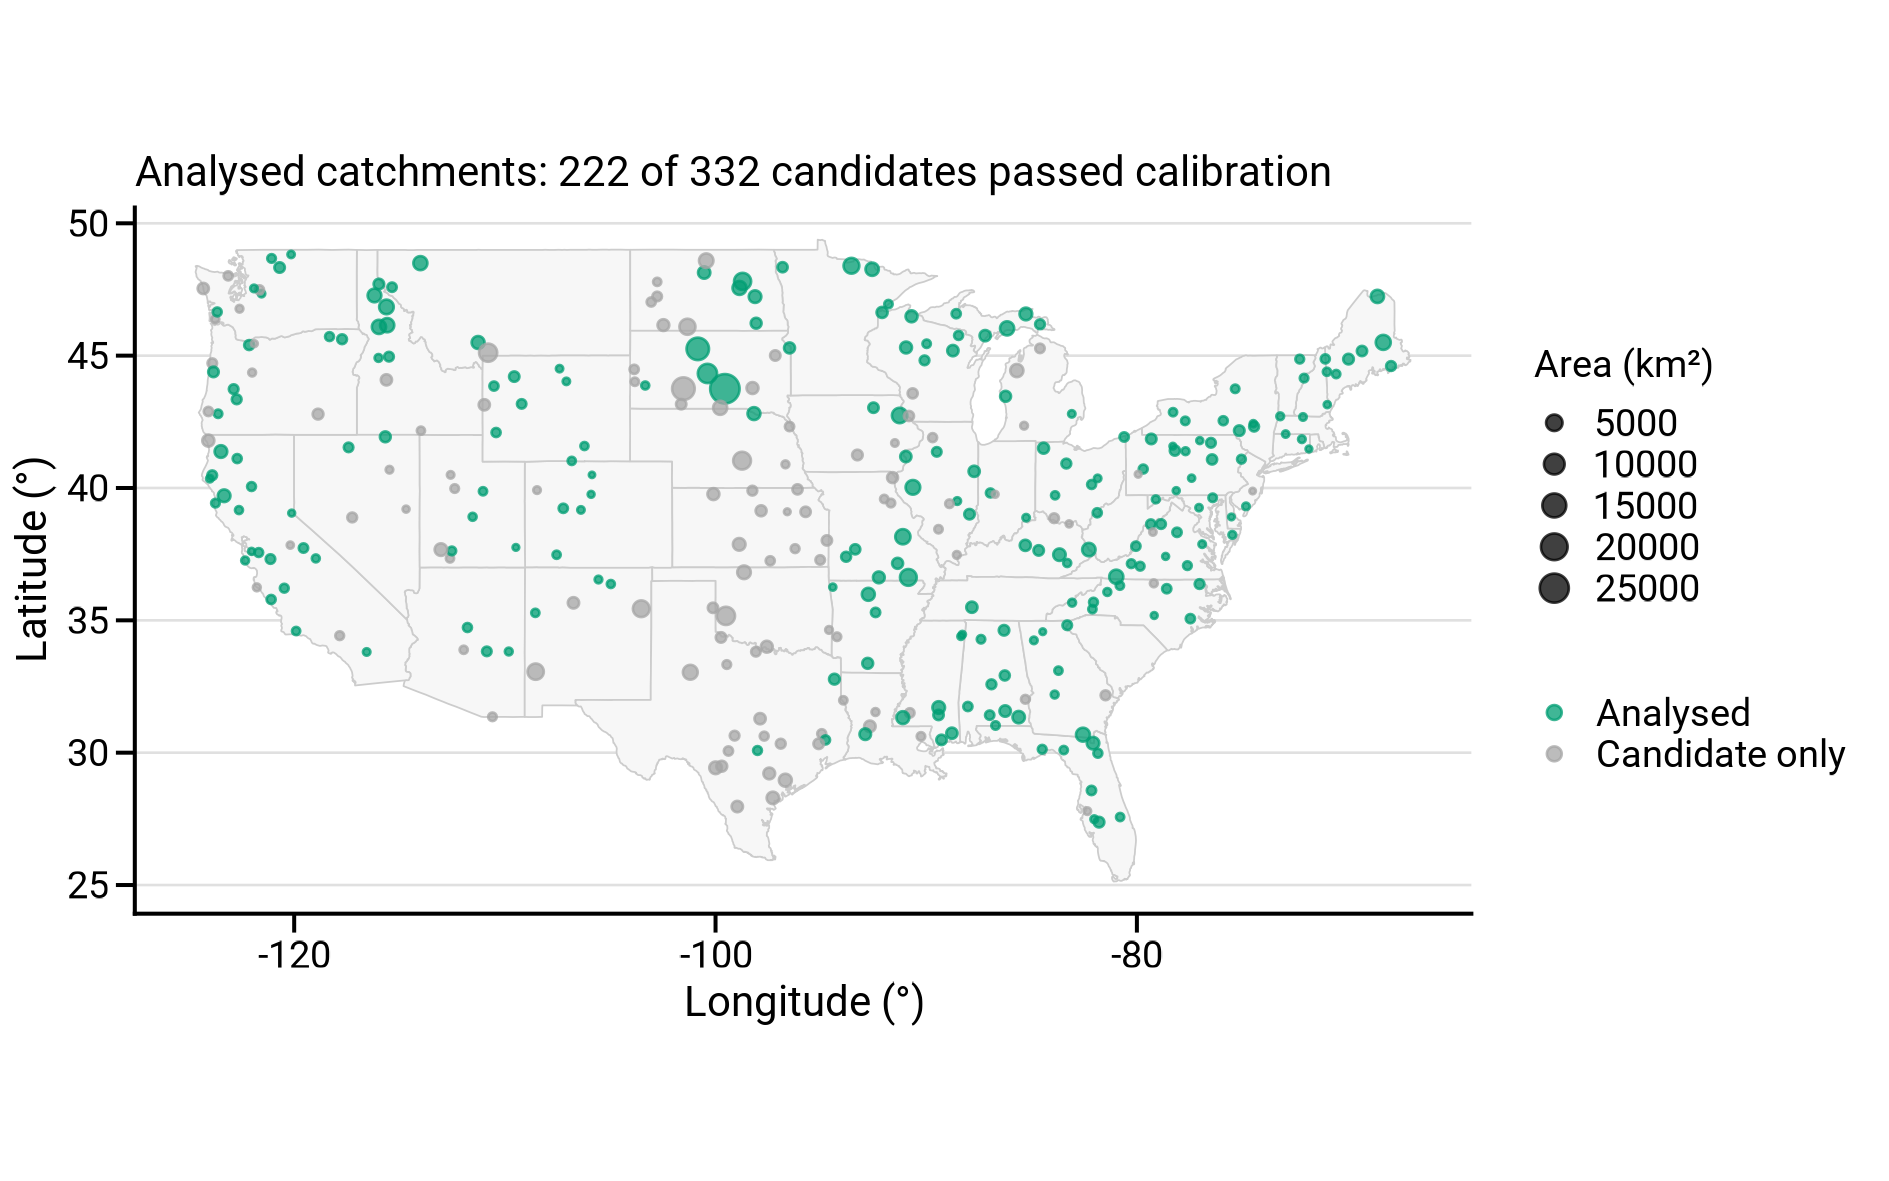 Analysed catchments: 222 of 332 candidates passed calibration
50
45
40
35
30
25
Latitude (°)
-120
-100
-80
Longitude (°)
Area (km²)
5000
10000
15000
20000
25000
Analysed
Candidate only